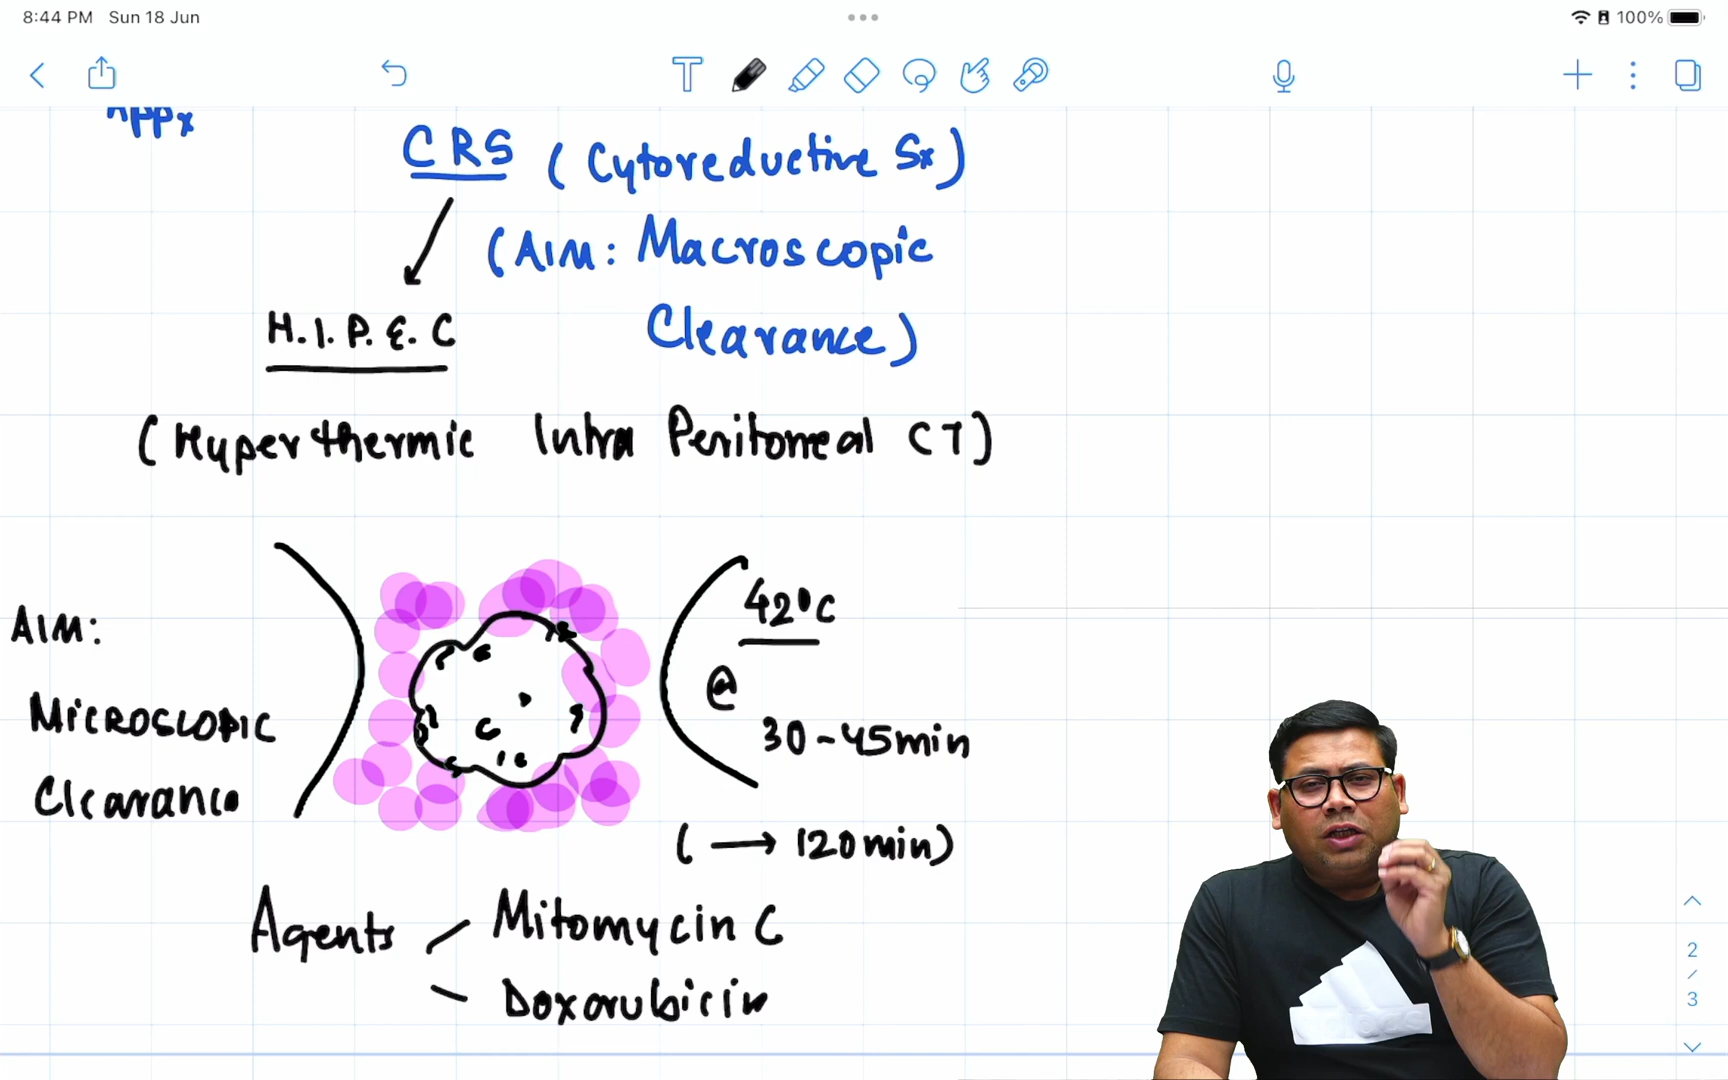 8:44 PM Sun 18 Jun
100%
Appx
CRS (Cytoreductive Sx)
(AIM: Macroscopic
Clearance)
H.I.P.E.C
(Hyperthermic Intra Peritoneal CT)
42°C
@
30-45min
(→ 120min)
AIM:
MICROSCOPIC
Clearance
Agents
Mitomycin C
Doxorubicin
2
/
3